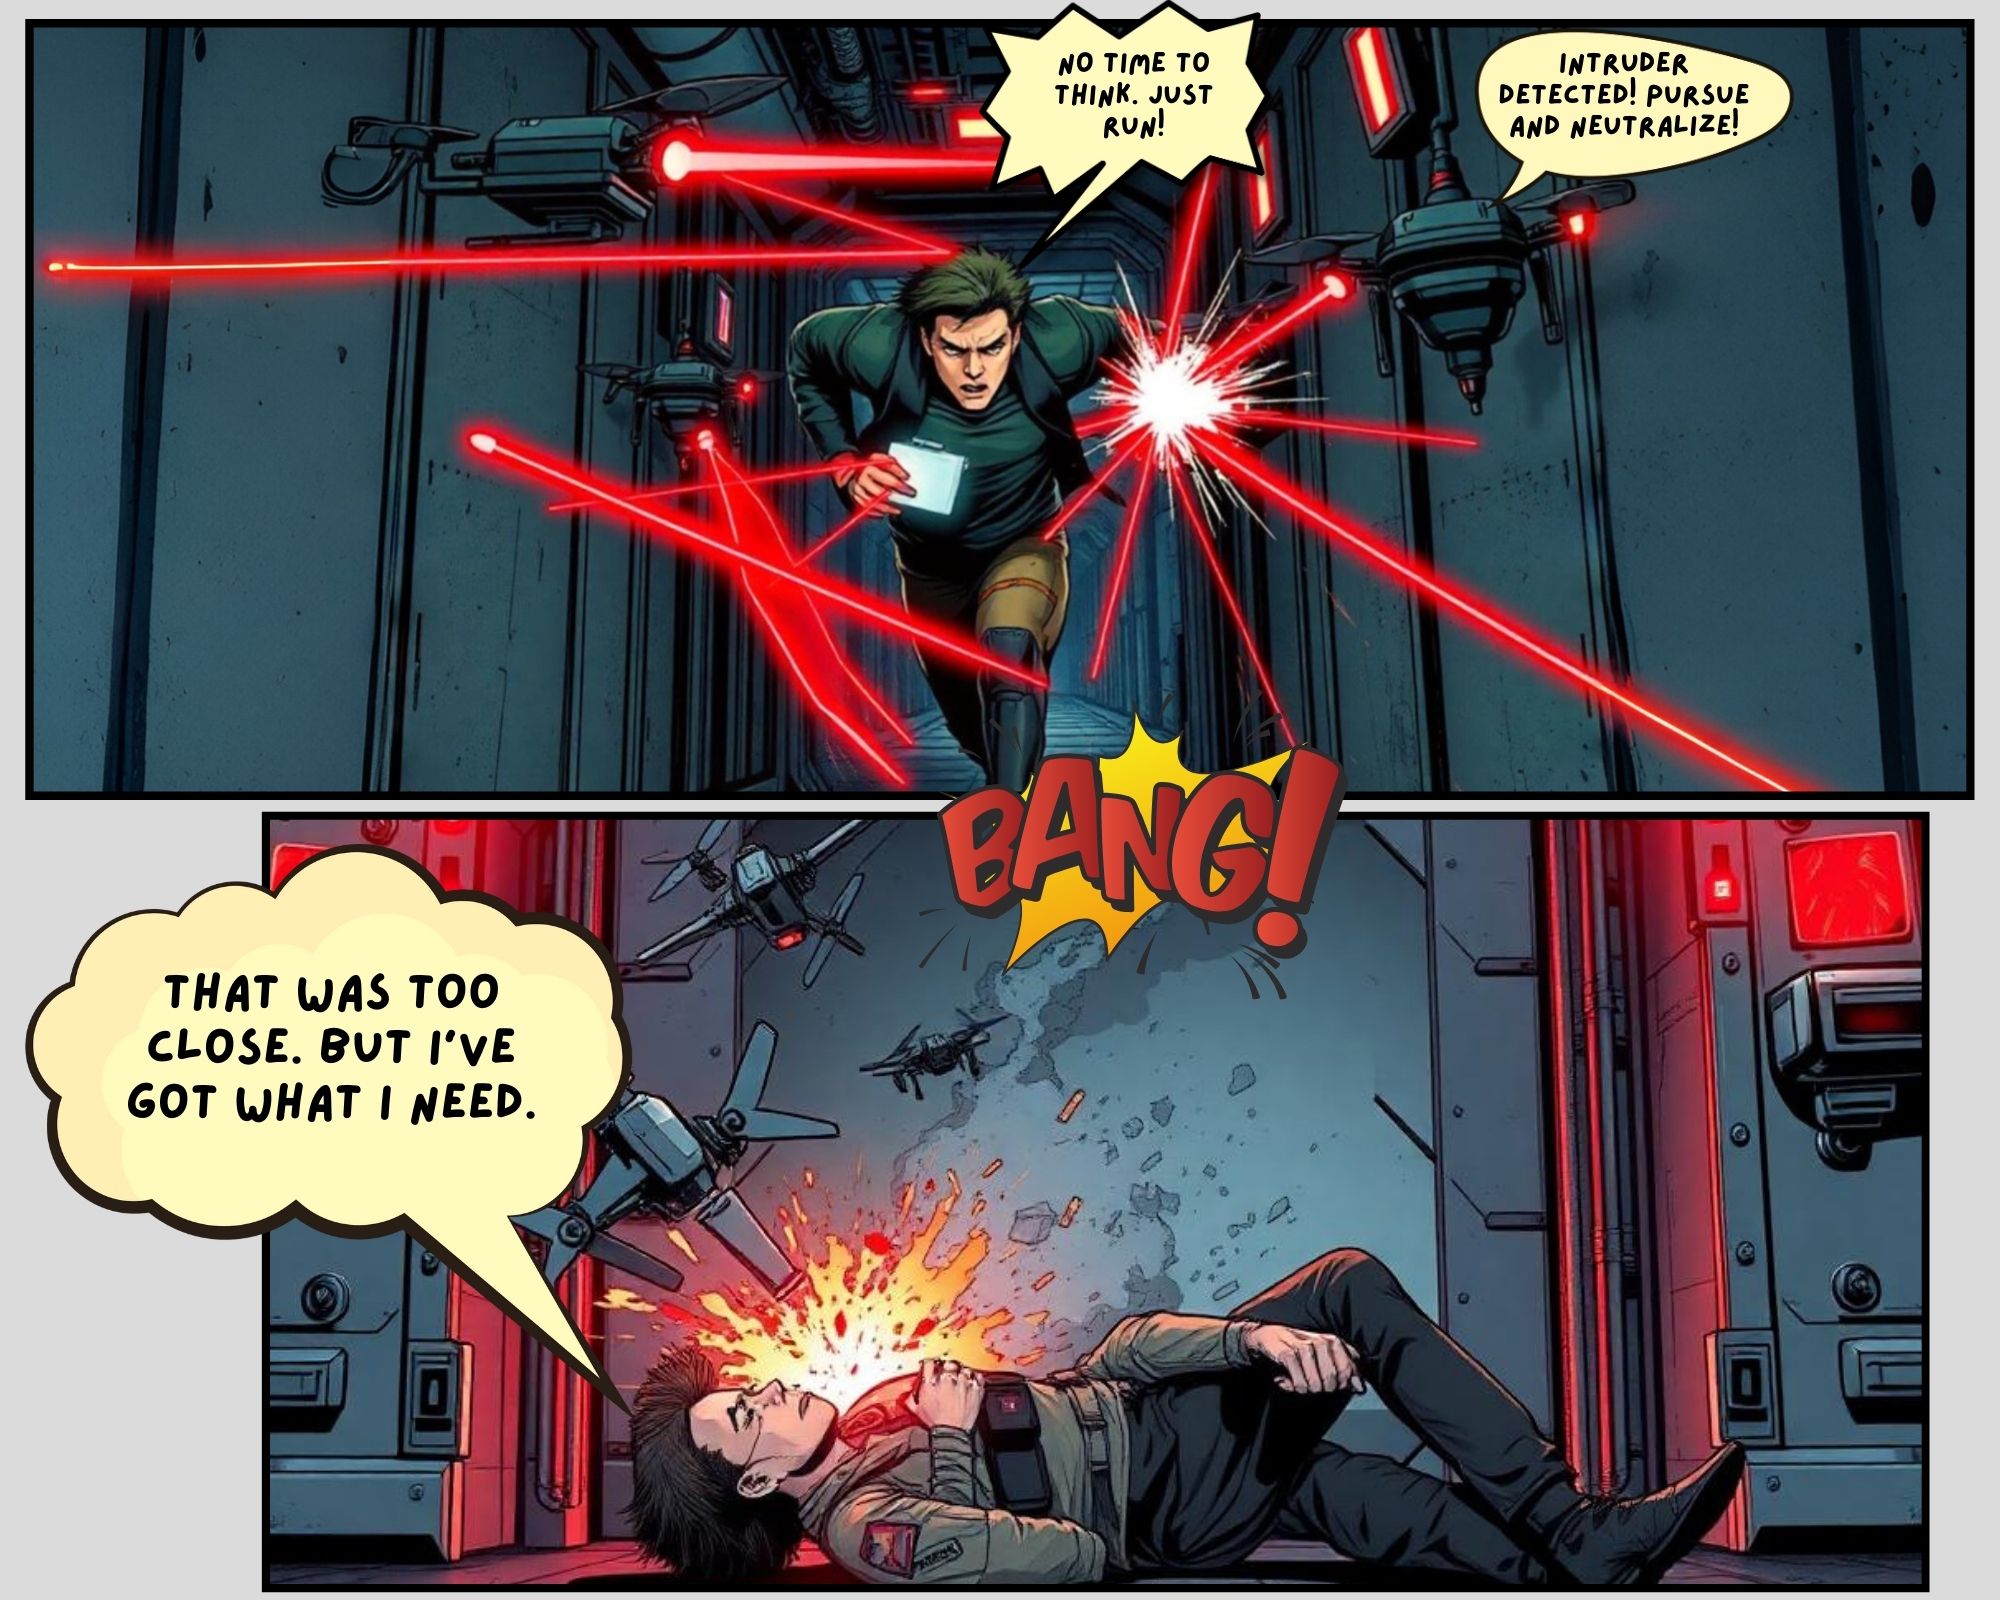 NO TIME TO
THINK. JUST
RUN!
INTRUDER
DETECTED! PURSUE
AND NEUTRALIZE!
BANG!
THAT WAS TOO
CLOSE. BUT I'VE
GOT WHAT I NEED.